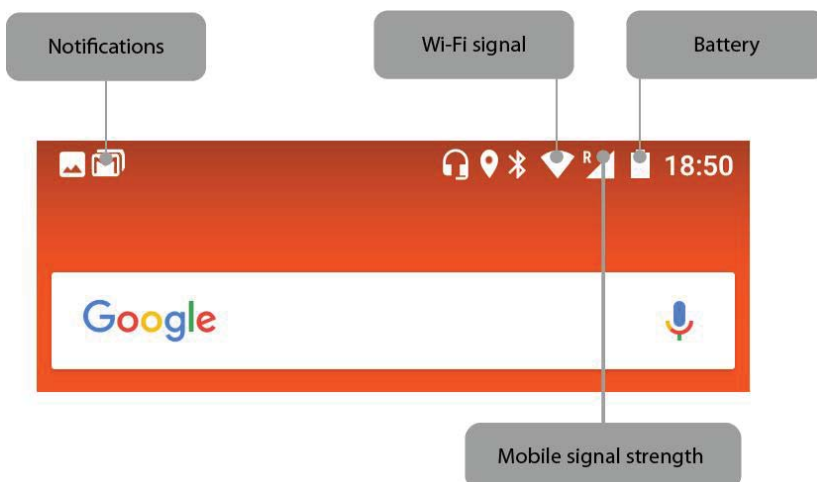 Notifications
Wi-Fi signal
Battery
R
18:50
Google
Mobile signal strength